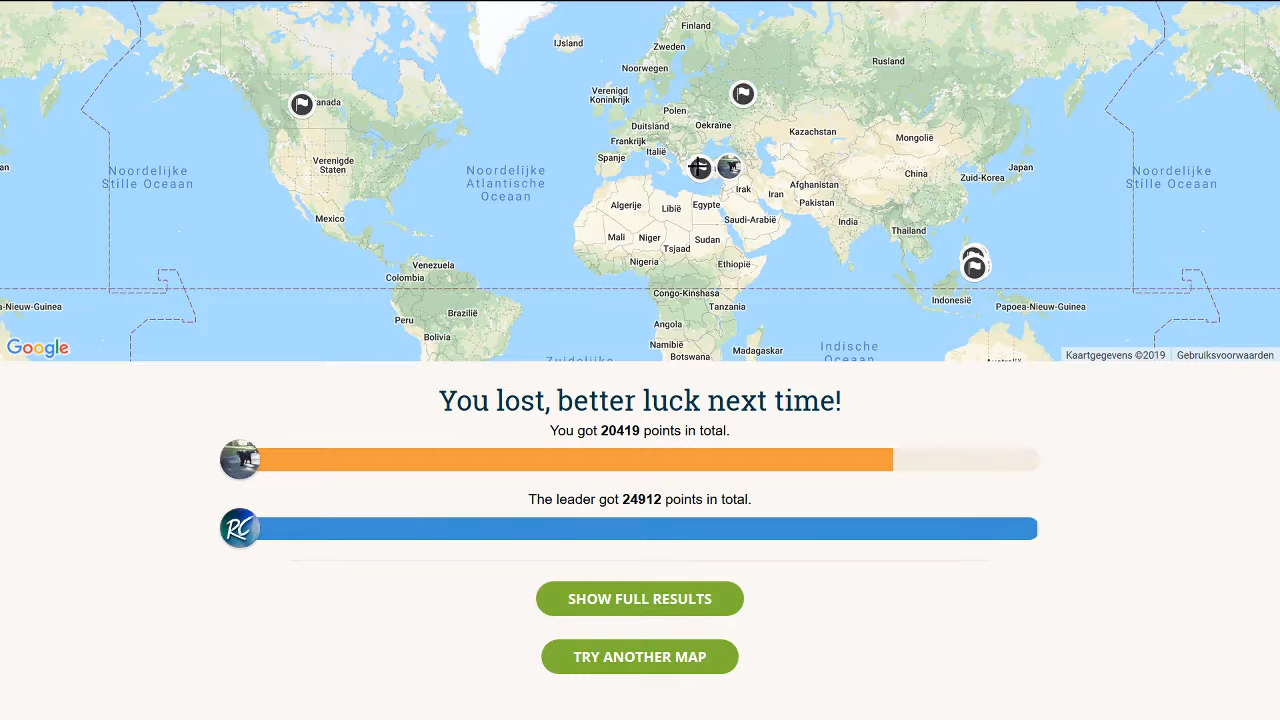 Finland
IJsland
Zweden
Rusland
Noorwegen
Verenigd
Koninkrijk
anada
Polen
Duitsland
Oekraïne
Kazachstan
Mongolië
Frankrijk
Italië
Spanje
Verenigde
Staten
Noordelijke
Stille Oceaan
Noordelijke
Atlantische
Oceaan
Japan
China
Zuid-Korea
an
Noordelijke
Stille Oceaan
Irak
Iran
Afghanistan
Pakistan
Algerije
Libië
Egypte
Saudi-Arabië
India
Mexico
Thailand
Mali
Niger
Tsjaad
Sudan
Nigeria
Ethiopië
Venezuela
Colombia
Congo-Kinshasa
Tanzania
Indonesië
Papoea-Nieuw-Guinea
a-Nieuw-Guinea
Brazilië
Peru
Angola
Bolivia
Namibië
Botswana
Madagaskar
Indische
Oceaan
Zuidelijke
Australië
Google
Kaartgegevens ©2019
Gebruiksvoorwaarden
You lost, better luck next time!
You got 20419 points in total.
The leader got 24912 points in total.
RC
SHOW FULL RESULTS
TRY ANOTHER MAP